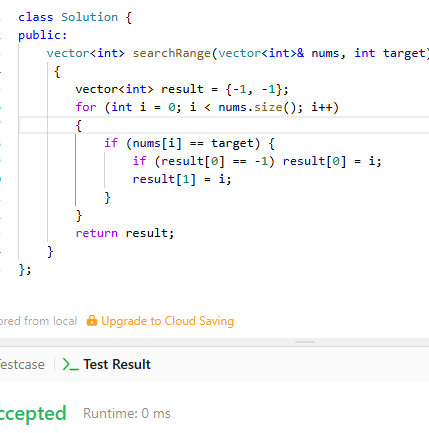 class Solution {
public:
vector<int> searchRange(vector<int>& nums, int target)
{
vector<int> result = {-1, -1};
for (int i = 0; i < nums.size(); i++)
{
if (nums[i] == target) {
if (result[0] == -1) result[0] = i;
result[1] = i;
}
}
return result;
}
};
ored from local Upgrade to Cloud Saving
estcase Test Result
ccepted Runtime: 0 ms